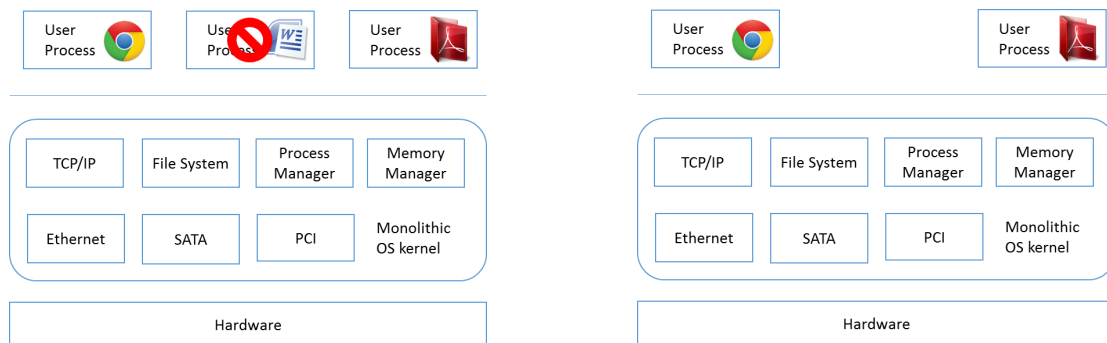 User
Process
User
Process
W
User
Process
TCP/IP
File System
Process
Manager
Memory
Manager
Ethernet
SATA
PCI
Monolithic
OS kernel
Hardware
User
Process
User
Process
TCP/IP
File System
Process
Manager
Memory
Manager
Ethernet
SATA
PCI
Monolithic
OS kernel
Hardware